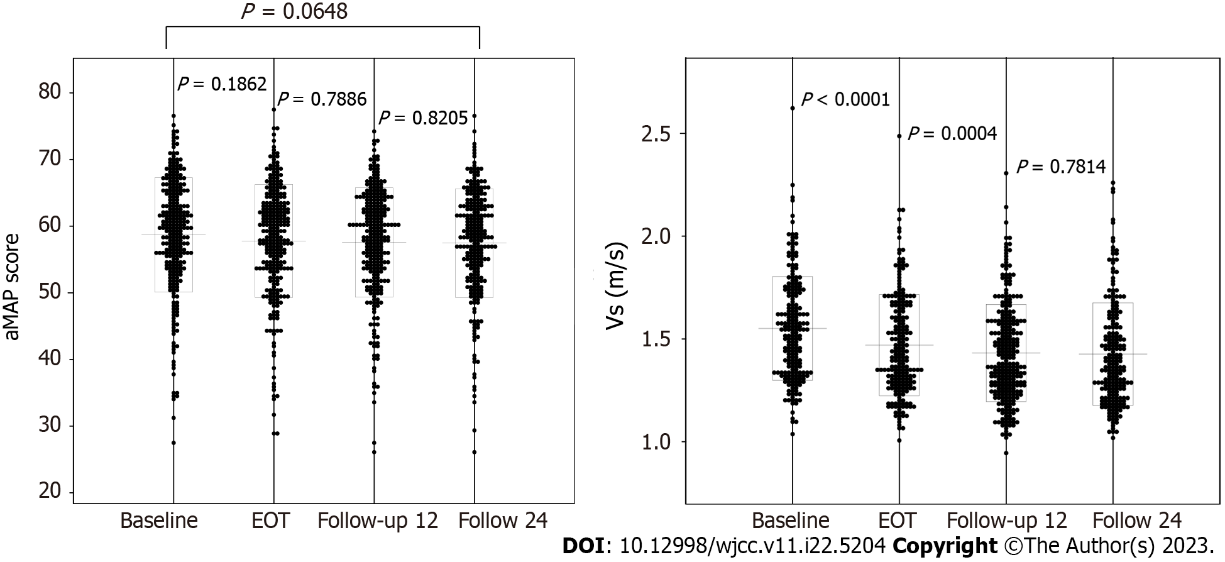 P = 0.0648
P = 0.1862
P = 0.7886
P = 0.8205
80
70
60
50
40
30
20
aMAP score
Baseline EOT Follow-up 12 Follow 24
P < 0.0001
P = 0.0004
P = 0.7814
2.5
2.0
1.5
1.0
Vs (m/s)
Baseline EOT Follow-up 12 Follow 24
DOI: 10.12998/wjcc.v11.i22.5204 Copyright ©The Author(s) 2023.